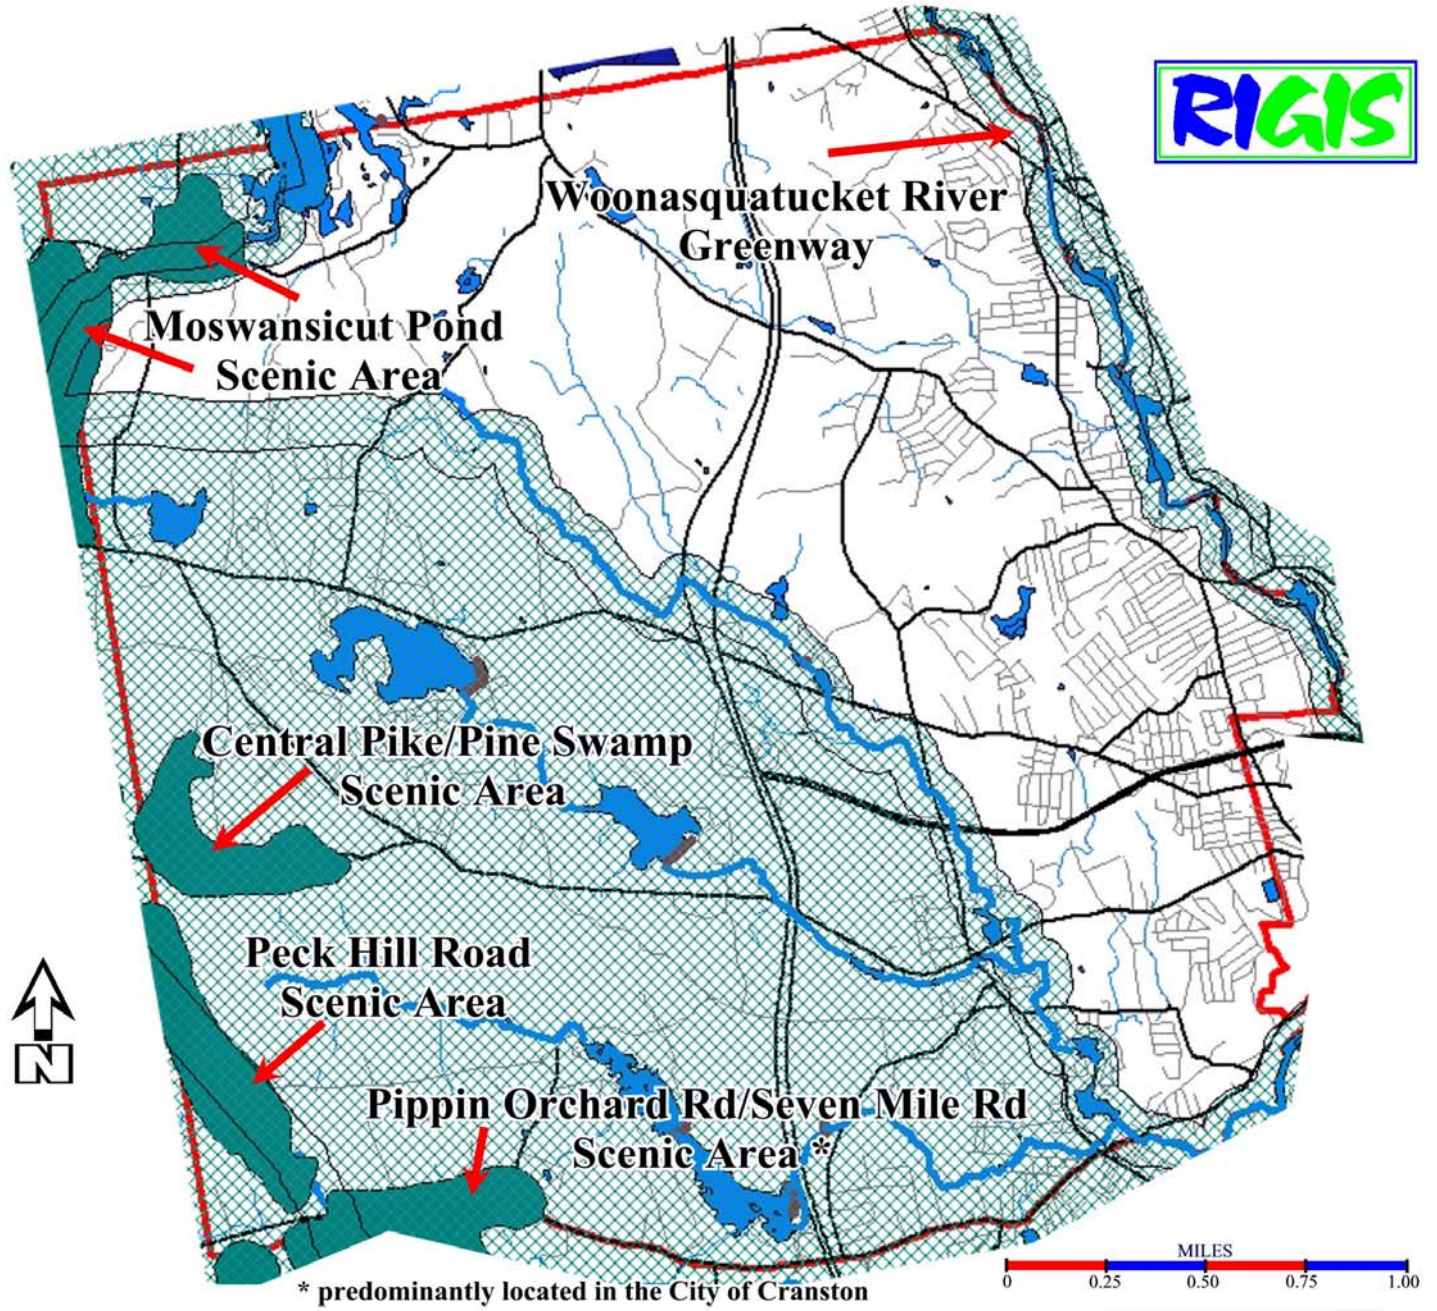 RIGIS
Woonasquatucket River
Greenway
Moswansicut Pond
Scenic Area
Central Pike/Pine Swamp
Scenic Area
Peck Hill Road
Scenic Area
N
Pippin Orchard Rd/Seven Mile Rd
Scenic Area *
MILES
0 0.25 0.50 0.75 1.00
* predominantly located in the City of Cranston